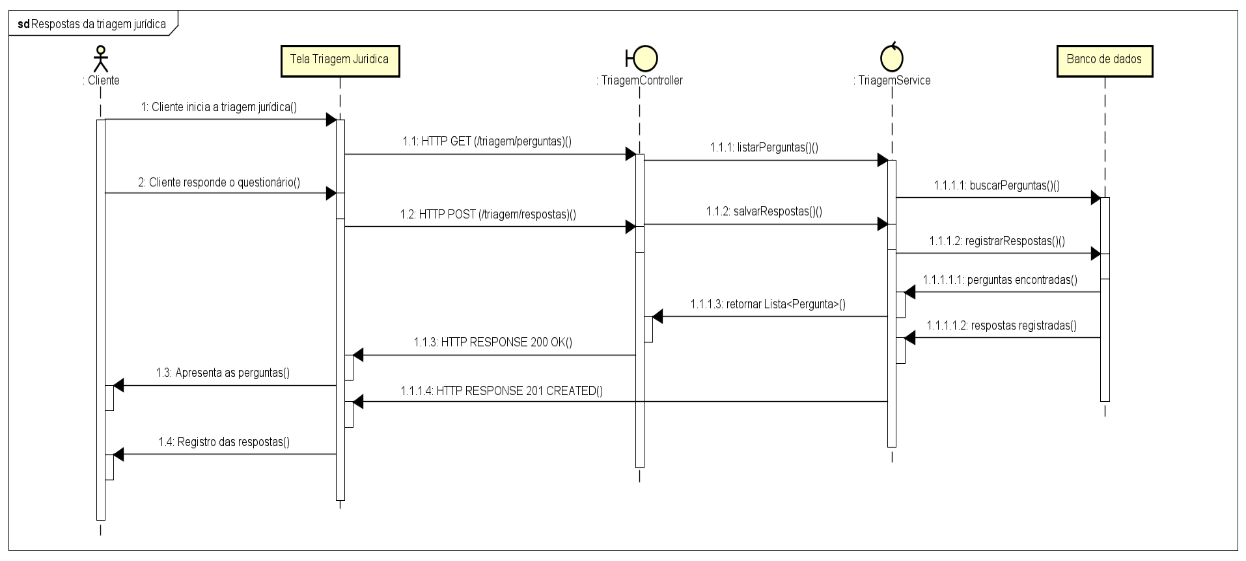 sd Respostas da triagem jurídica
: Cliente
Tela Triagem Juridica
: TriagemController
: TriagemService
Banco de dados
1: Cliente inicia a triagem jurídica()
1.1: HTTP GET (/triagem/perguntas)()
1.1.1: listarPerguntas()()
2: Cliente responde o questionário()
1.1.1.1: buscarPerguntas()()
1.2: HTTP POST (/triagem/respostas)()
1.1.2: salvarRespostas()()
1.1.1.2: registrarRespostas()()
1.1.1.1.1: perguntas encontradas()
1.1.1.3: retornar Lista<Pergunta>()
1.1.1.1.2: respostas registradas()
1.1.3: HTTP RESPONSE 200 OK()
1.3: Apresenta as perguntas()
1.1.1.4: HTTP RESPONSE 201 CREATED()
1.4: Registro das respostas()